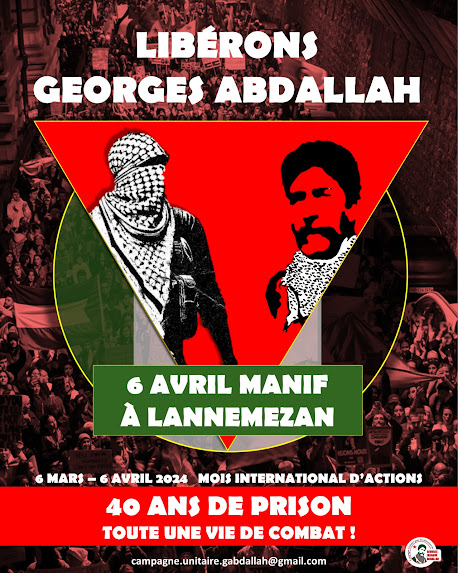 LIBÉRONS
GEORGES ABDALLAH
6 AVRIL MANIF
À LANNEMEZAN
6 MARS – 6 AVRIL 2024 MOIS INTERNATIONAL D'ACTIONS
40 ANS DE PRISON
TOUTE UNE VIE DE COMBAT !
campagne.unitaire.gabdallah@gmail.com